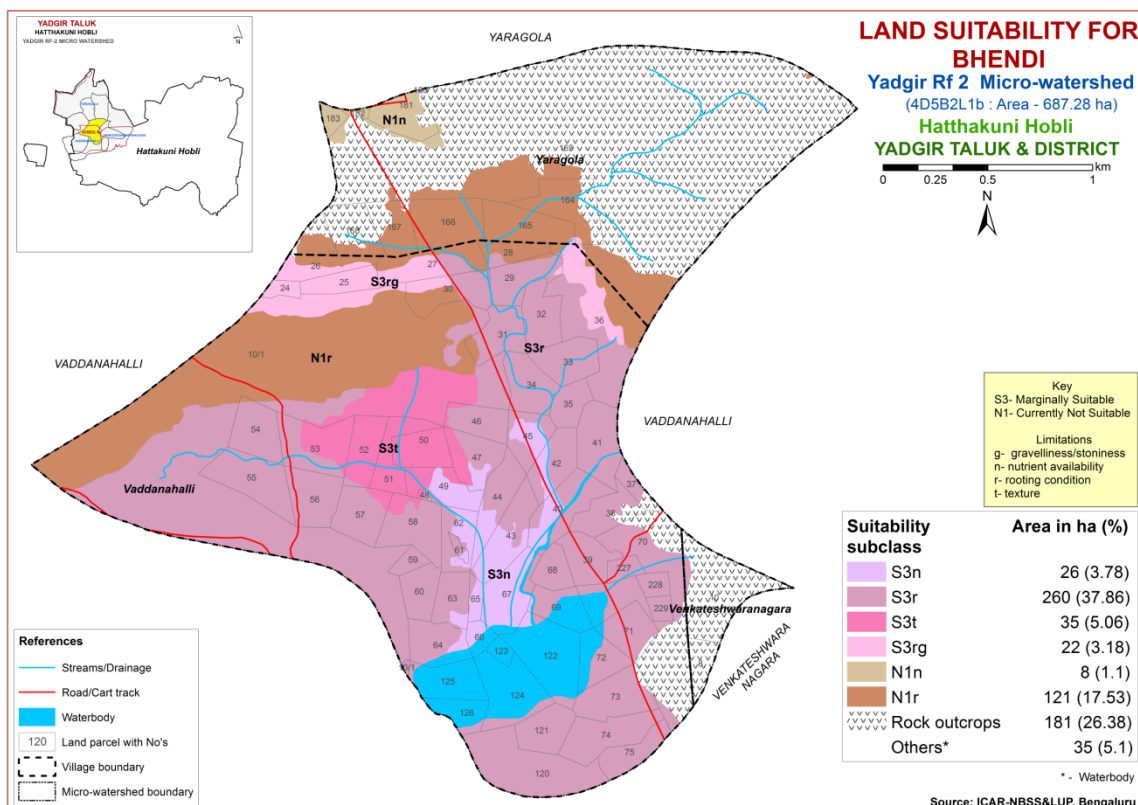 YADGIR TALUK
HATTHAKUNI HOBLI
YADGIR RF-2 MICRO WATERSHED
N
Hattakuni Hobli
LAND SUITABILITY FOR
BHENDI
Yadgir Rf 2 Micro-watershed
(4D5B2L1b : Area - 687.28 ha)
Hatthakuni Hobli
YADGIR TALUK & DISTRICT
km
0 0.25 0.5 1
N
YARAGOLA
181
183
N1n
Yaragola
163
164
166
167
165
168
28
26
27
25
24
S3rg
29
30
32
36
31
S3r
33
34
35
10/1
N1r
VADDANAHALLI
VADDANAHALLI
54
53
52
50
S3t
51
46
45
47
41
42
55
Vaddanahalli
56
57
49
48
44
37
38
58
62
43
40
61
59
39
70
60
63
S3n
65
67
68
227
228
229
10
Venkateshwaranagara
69
71
64
66
123
122
72
10/1
125
124
126
73
121
74
75
120
VENKATESHWARA
NAGARA
Key
S3- Marginally Suitable
N1- Currently Not Suitable
Limitations
g- gravelliness/stoniness
n- nutrient availability
r- rooting condition
t- texture
Suitability subclass Area in ha (%)
S3n 26 (3.78)
S3r 260 (37.86)
S3t 35 (5.06)
S3rg 22 (3.18)
N1n 8 (1.1)
N1r 121 (17.53)
Rock outcrops 181 (26.38)
Others* 35 (5.1)
* - Waterbody
Source: ICAR-NBSS&LUP, Bengaluru
References
Streams/Drainage
Road/Cart track
Waterbody
120 Land parcel with No's
Village boundary
Micro-watershed boundary